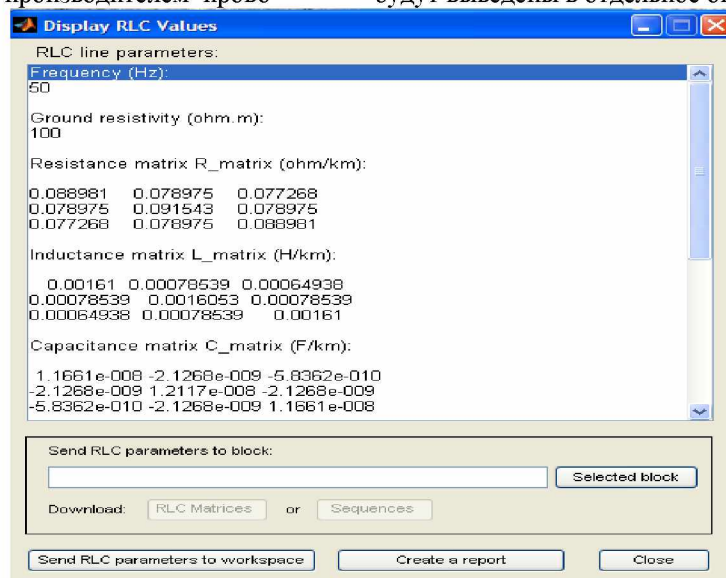 производителем провo
будут выведены в отдельное о
Display RLC Values
RLC line parameters:
Frequency (Hz):
50
Ground resistivity (ohm.m):
100
Resistance matrix R_matrix (ohm/km):
0.088981 0.078975 0.077268
0.078975 0.091543 0.078975
0.077268 0.078975 0.088981
Inductance matrix L_matrix (H/km):
0.00161 0.00078539 0.00064938
0.00078539 0.0016053 0.00078539
0.00064938 0.00078539 0.00161
Capacitance matrix C_matrix (F/km):
1.1661e-008 -2.1268e-009 -5.8362e-010
-2.1268e-009 1.2117e-008 -2.1268e-009
-5.8362e-010 -2.1268e-009 1.1661e-008
Send RLC parameters to block:
Selected block
Download: RLC Matrices or Sequences
Send RLC parameters to workspace Create a report Close